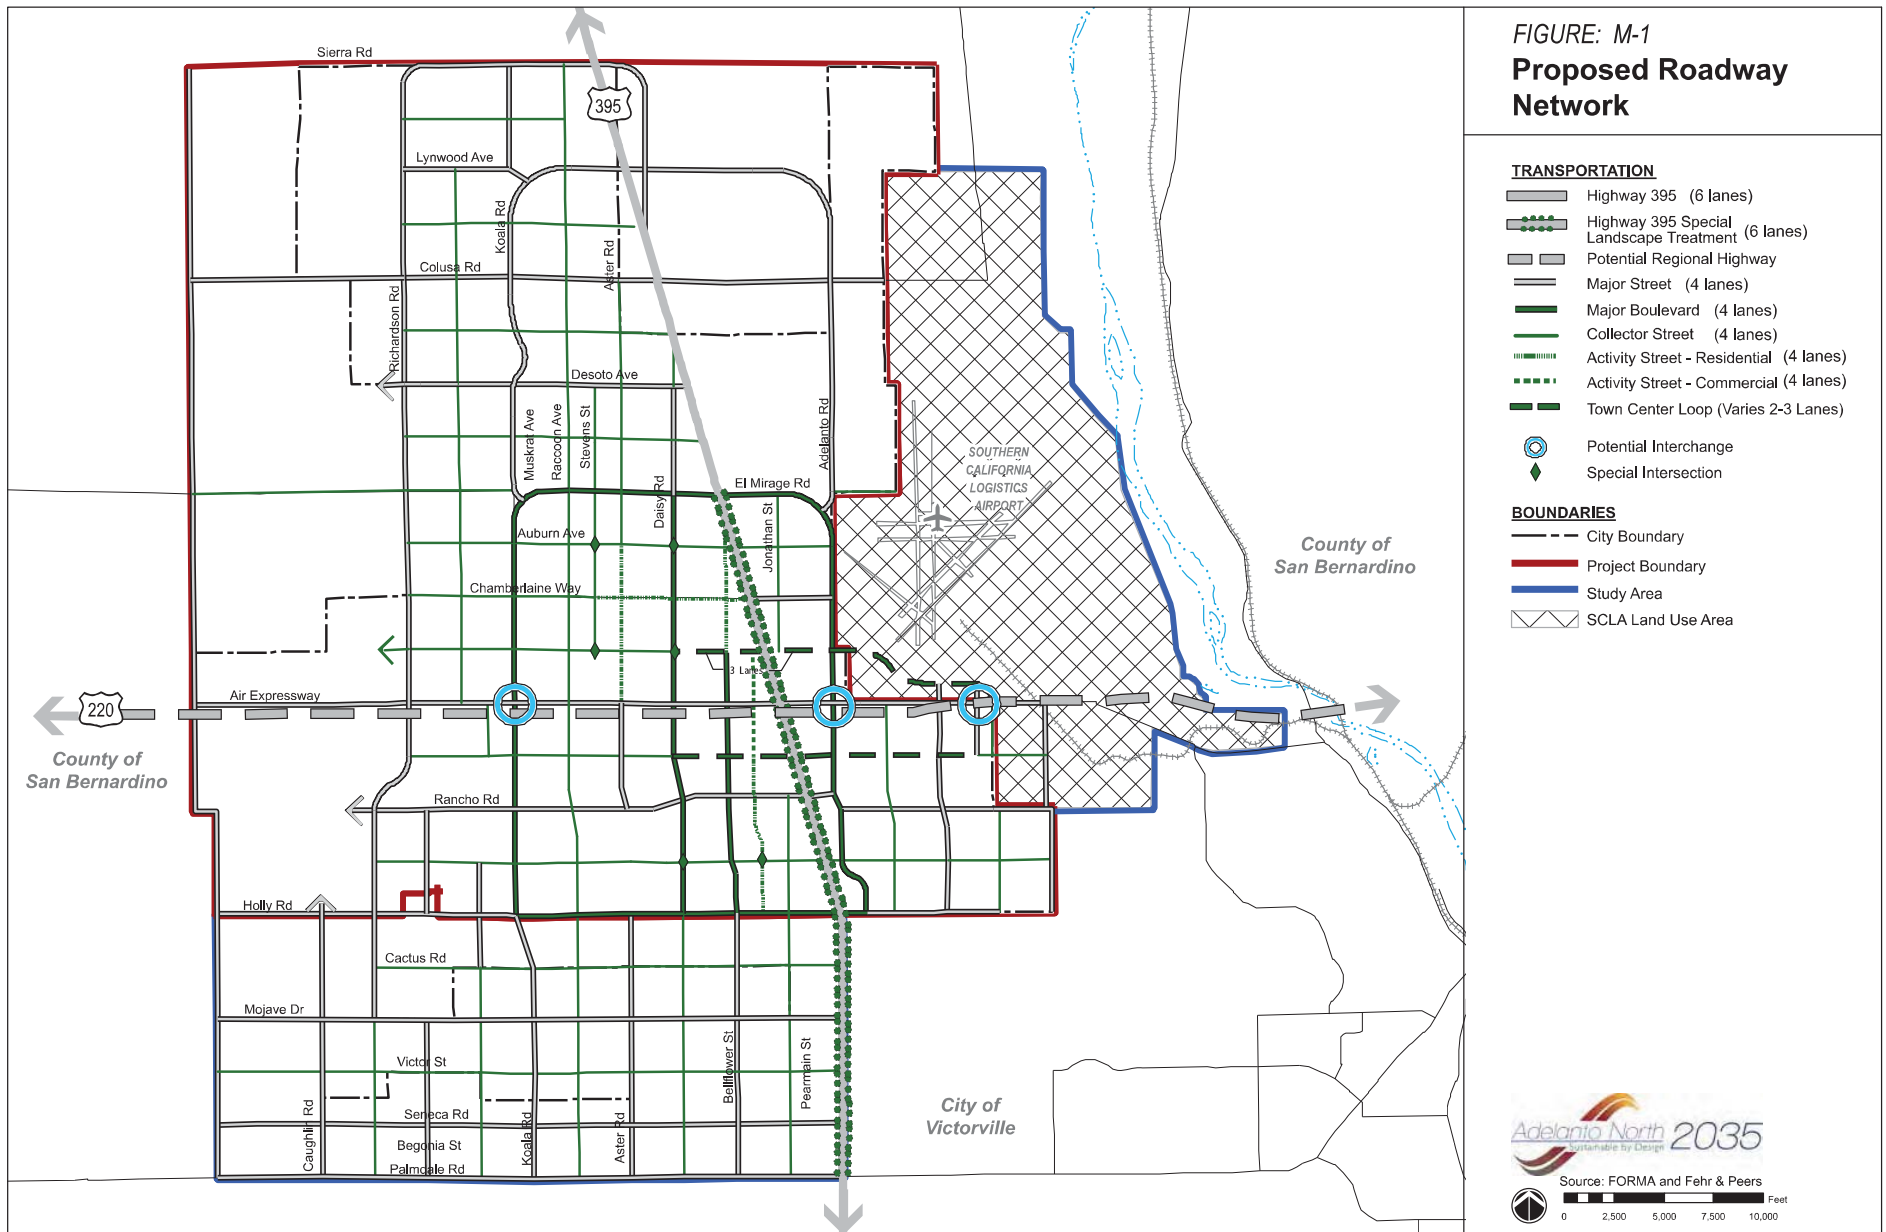 FIGURE: M-1
Proposed Roadway
Network
TRANSPORTATION
Highway 395 (6 lanes)
Highway 395 Special
Landscape Treatment (6 lanes)
Potential Regional Highway
Major Street (4 lanes)
Major Boulevard (4 lanes)
Collector Street (4 lanes)
Activity Street - Residential (4 lanes)
Activity Street - Commercial (4 lanes)
Town Center Loop (Varies 2-3 Lanes)
Potential Interchange
Special Intersection
BOUNDARIES
City Boundary
Project Boundary
Study Area
SCLA Land Use Area
Sierra Rd
395
Lynwood Ave
Koala Rd
Aster Rd
Colusa Rd
Richardson Rd
Desoto Ave
Muskrat Ave
Raccoon Ave
Stevens St
Adelanto Rd
Daisy Rd
El Mirage Rd
Jonathan St
Auburn Ave
Chamberlaine Way
SOUTHERN
CALIFORNIA
LOGISTICS
AIRPORT
County of
San Bernardino
3 Lanes
Air Expressway
220
County of
San Bernardino
Rancho Rd
Holly Rd
Cactus Rd
Mojave Dr
Victor St
Bellflower St
Pearmain St
Caughlin Rd
Seneca Rd
Koala Rd
Aster Rd
Begonia St
Palmdale Rd
City of
Victorville
Adelanto North 2035
Sustainable by Design
Source: FORMA and Fehr & Peers
Feet
0 2,500 5,000 7,500 10,000